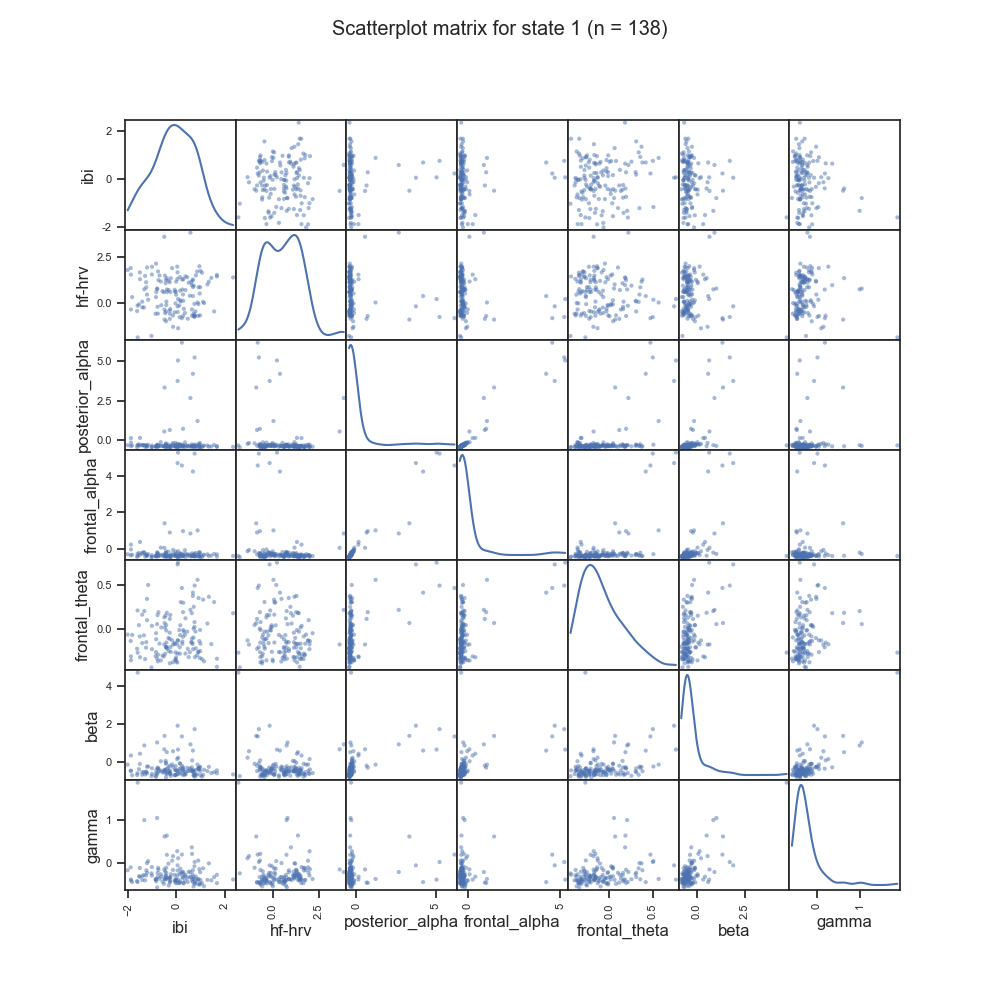 Scatterplot matrix for state 1 (n = 138)
ibi
2
0
-2
hf-hrv
2.5
0.0
posterior_alpha
5.0
2.5
0.0
frontal_alpha
4
2
0
frontal_theta
0.5
0.0
beta
4
2
0
gamma
1
0
-2 0 2 0.0 2.5 0 5 0 5 0.0 0.5 0.0 2.5 0 1
ibi hf-hrv posterior_alpha frontal_alpha frontal_theta beta gamma